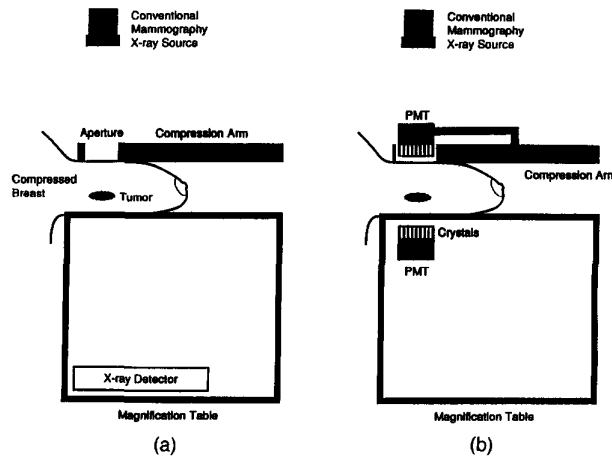 Conventional
Mammography
X-ray Source
Aperture
Compression Arm
Compressed
Breast
Tumor
X-ray Detector
Magnification Table
(a)
Conventional
Mammography
X-ray Source
PMT
Compression Arm
Crystals
PMT
Magnification Table
(b)